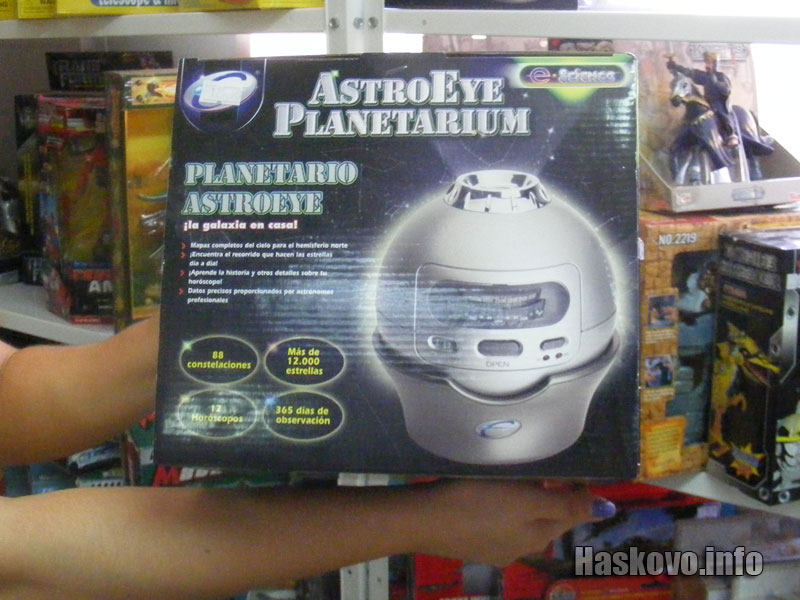 telescope &
e-Science
ASTROEYE
PLANETARIUM
PLANETARIO
ASTROEYE
¡la galaxia en casa!
Mapas completos del cielo para el hemisferio norte
¡Encuentra el recorrido que hacen las estrellas
día a día!
¡Aprende la historia y otros detalles sobre tu
horóscopo!
Datos precisos proporcionados por astrónomos
profesionales
88
constelaciones
Más de
12.000
estrellas
12
Horóscopos
365 días de
observación
OPEN
NO.2219
Haskovo.info